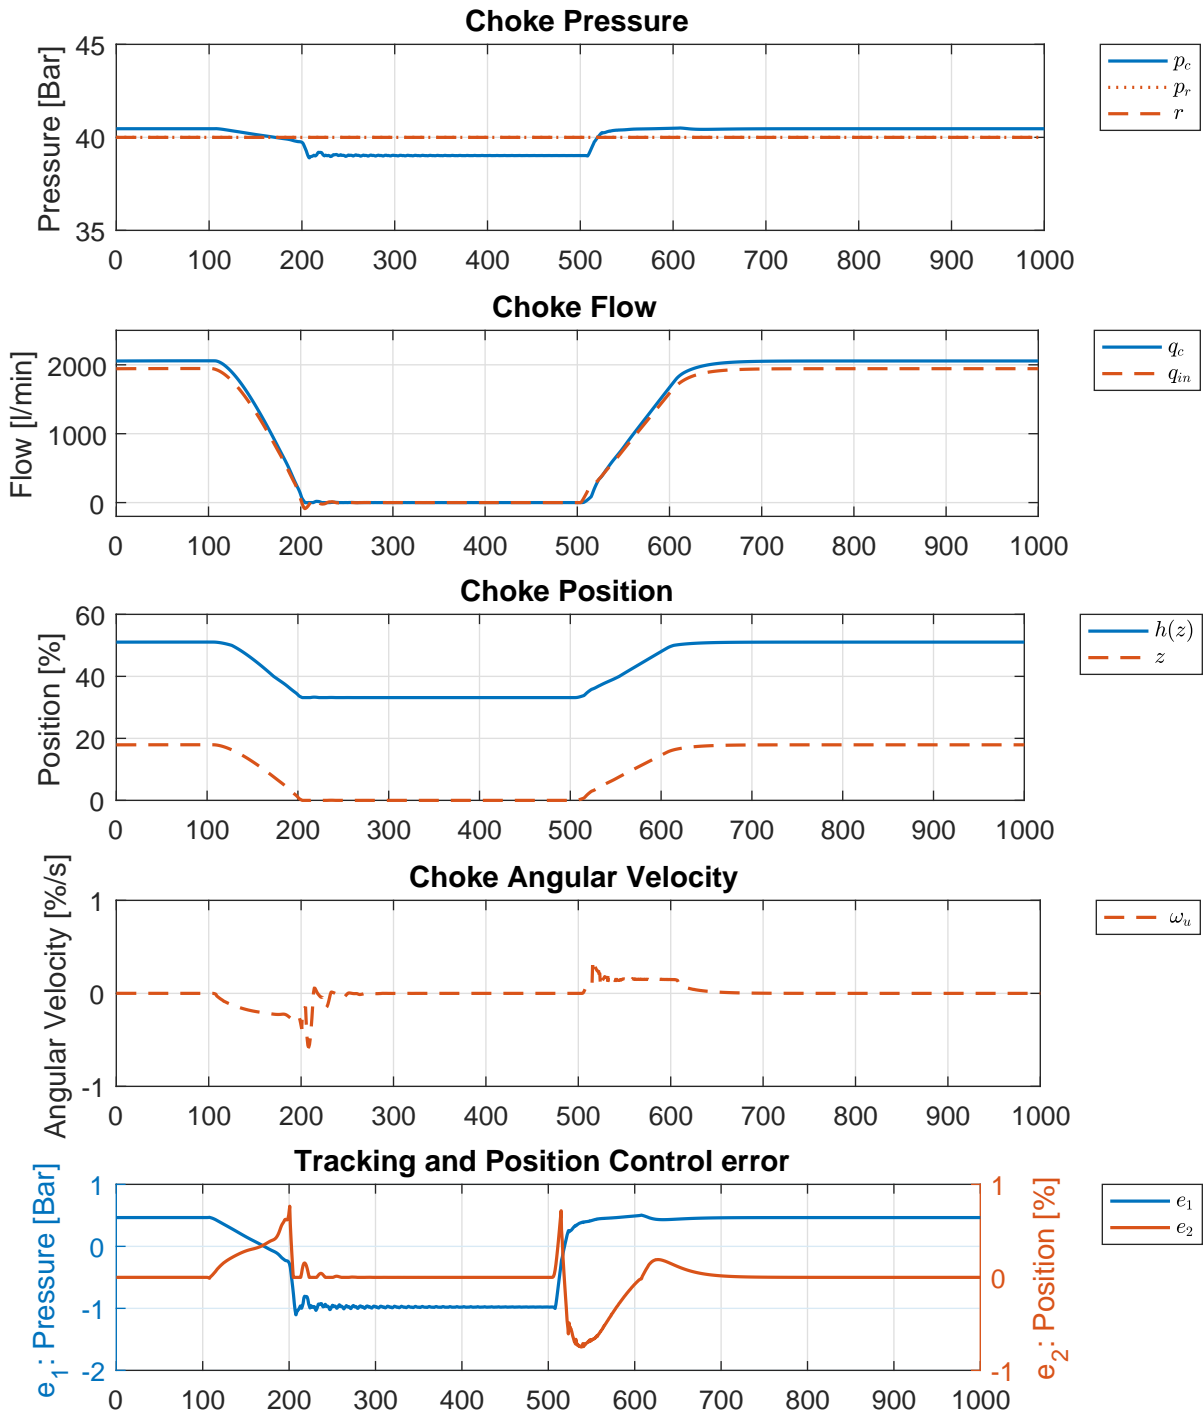 Choke Pressure
Pressure [Bar]
45
40
35
0 100 200 300 400 500 600 700 800 900 1000
p_c
p_r
r
Choke Flow
Flow [l/min]
2000
1000
0
0 100 200 300 400 500 600 700 800 900 1000
q_c
q_in
Choke Position
Position [%]
60
40
20
0
0 100 200 300 400 500 600 700 800 900 1000
h(z)
z
Choke Angular Velocity
Angular Velocity [%/s]
1
0
-1
0 100 200 300 400 500 600 700 800 900 1000
ω_u
Tracking and Position Control error
e_1: Pressure [Bar]
1
0
-1
-2
0 100 200 300 400 500 600 700 800 900 1000
1
0
-1
e_2: Position [%]
e_1
e_2